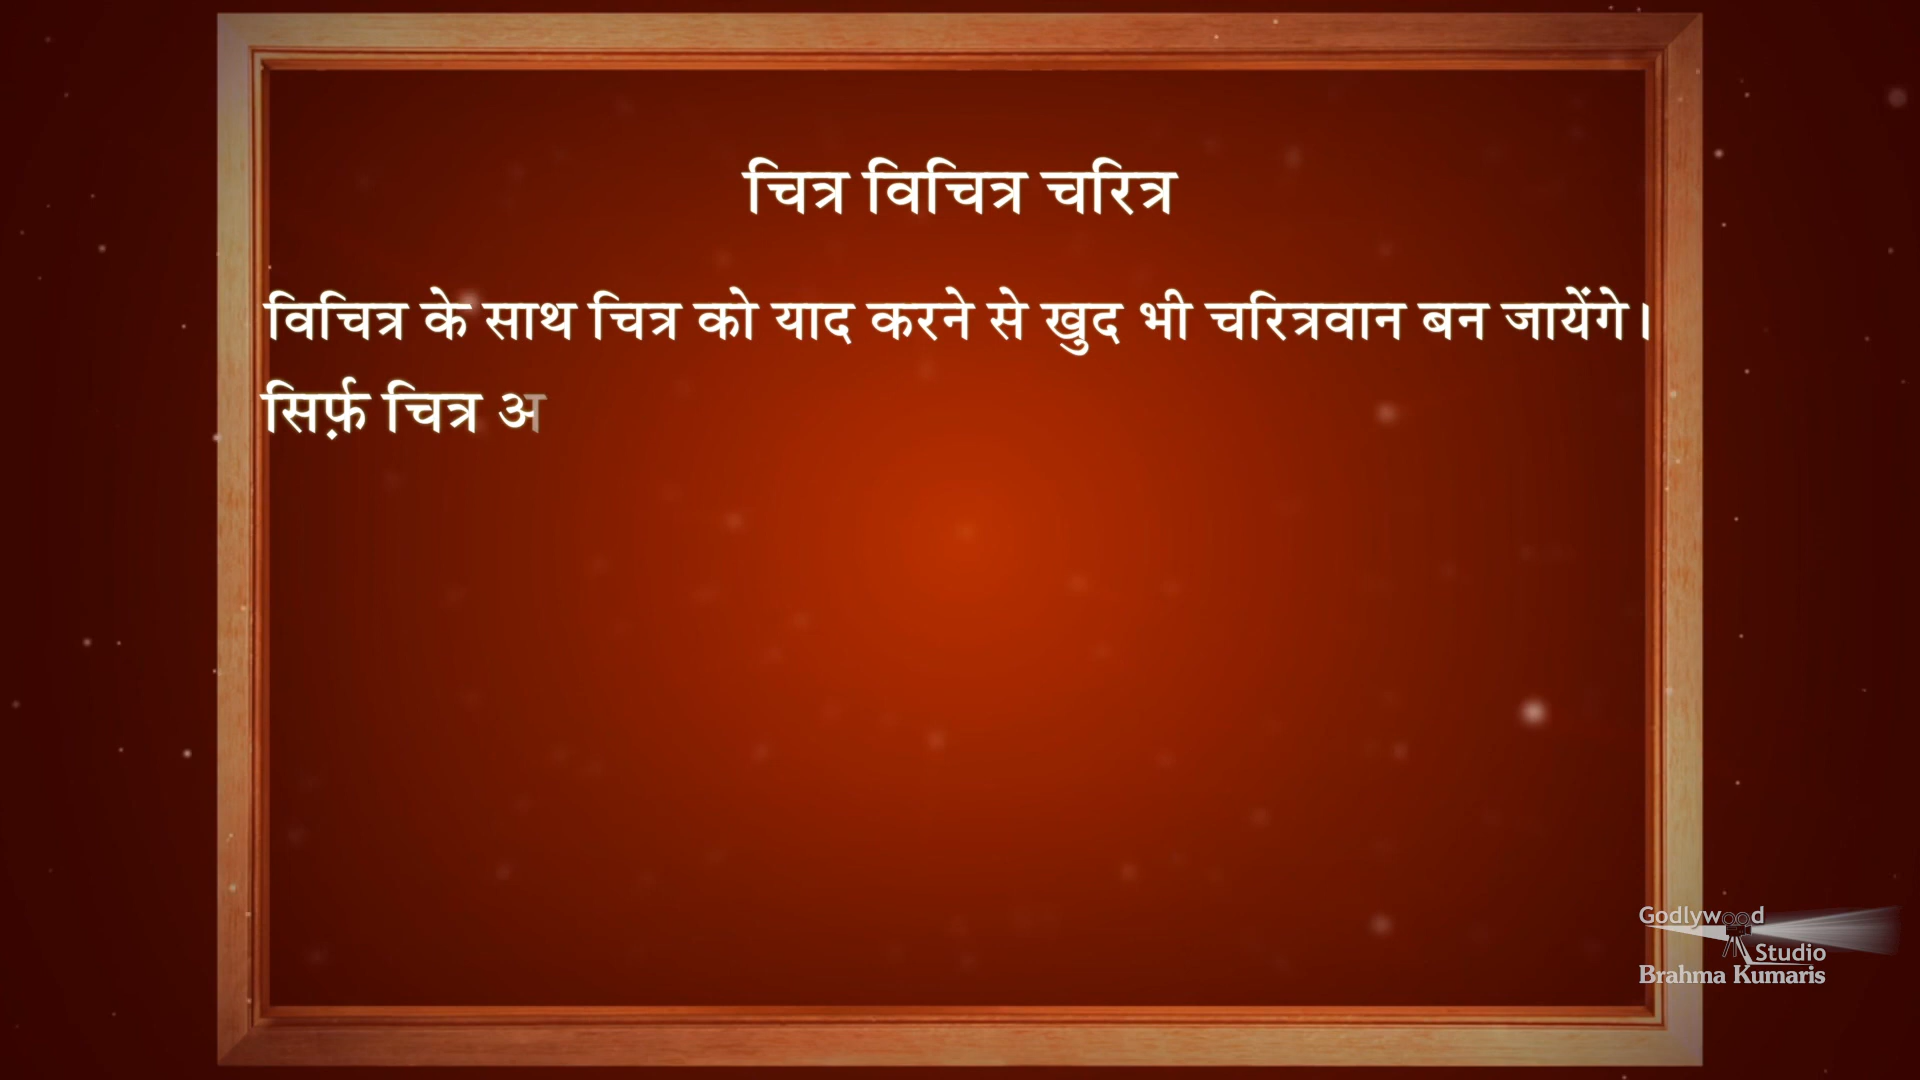 चित्र विचित्र चरित्र
विचित्र के साथ चित्र को याद करने से खुद भी चरित्रवान बन जायेंगे।
सिर्फ़ चित्र अ
Godlywood
Studio
Brahma Kumaris